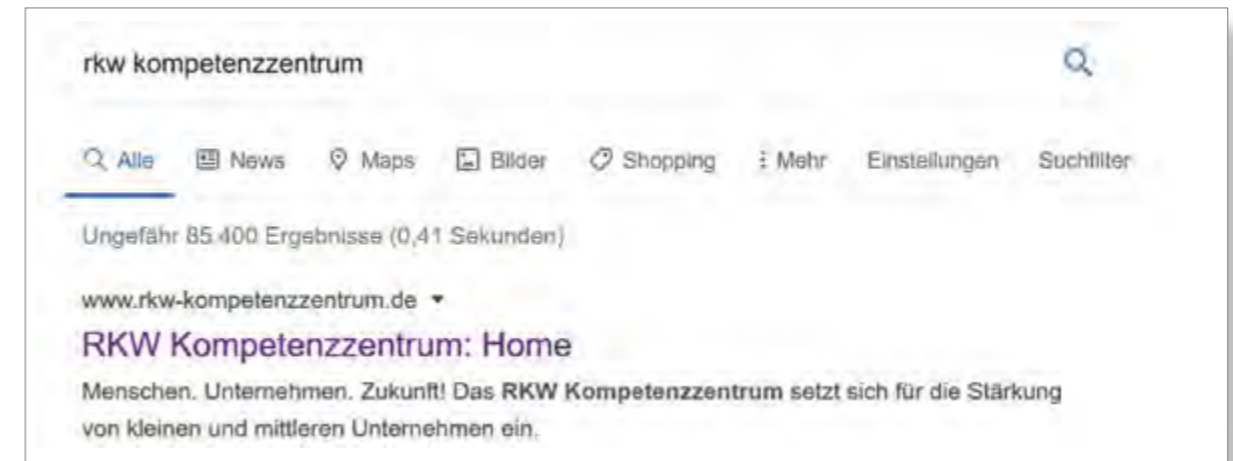 rkw kompetenzzentrum
Alle News Maps Bilder Shopping Mehr Einstellungen Suchfilter
Ungefähr 85.400 Ergebnisse (0,41 Sekunden)
www.rkw-kompetenzzentrum.de
RKW Kompetenzzentrum: Home
Menschen. Unternehmen. Zukunft! Das RKW Kompetenzzentrum setzt sich für die Stärkung
von kleinen und mittleren Unternehmen ein.